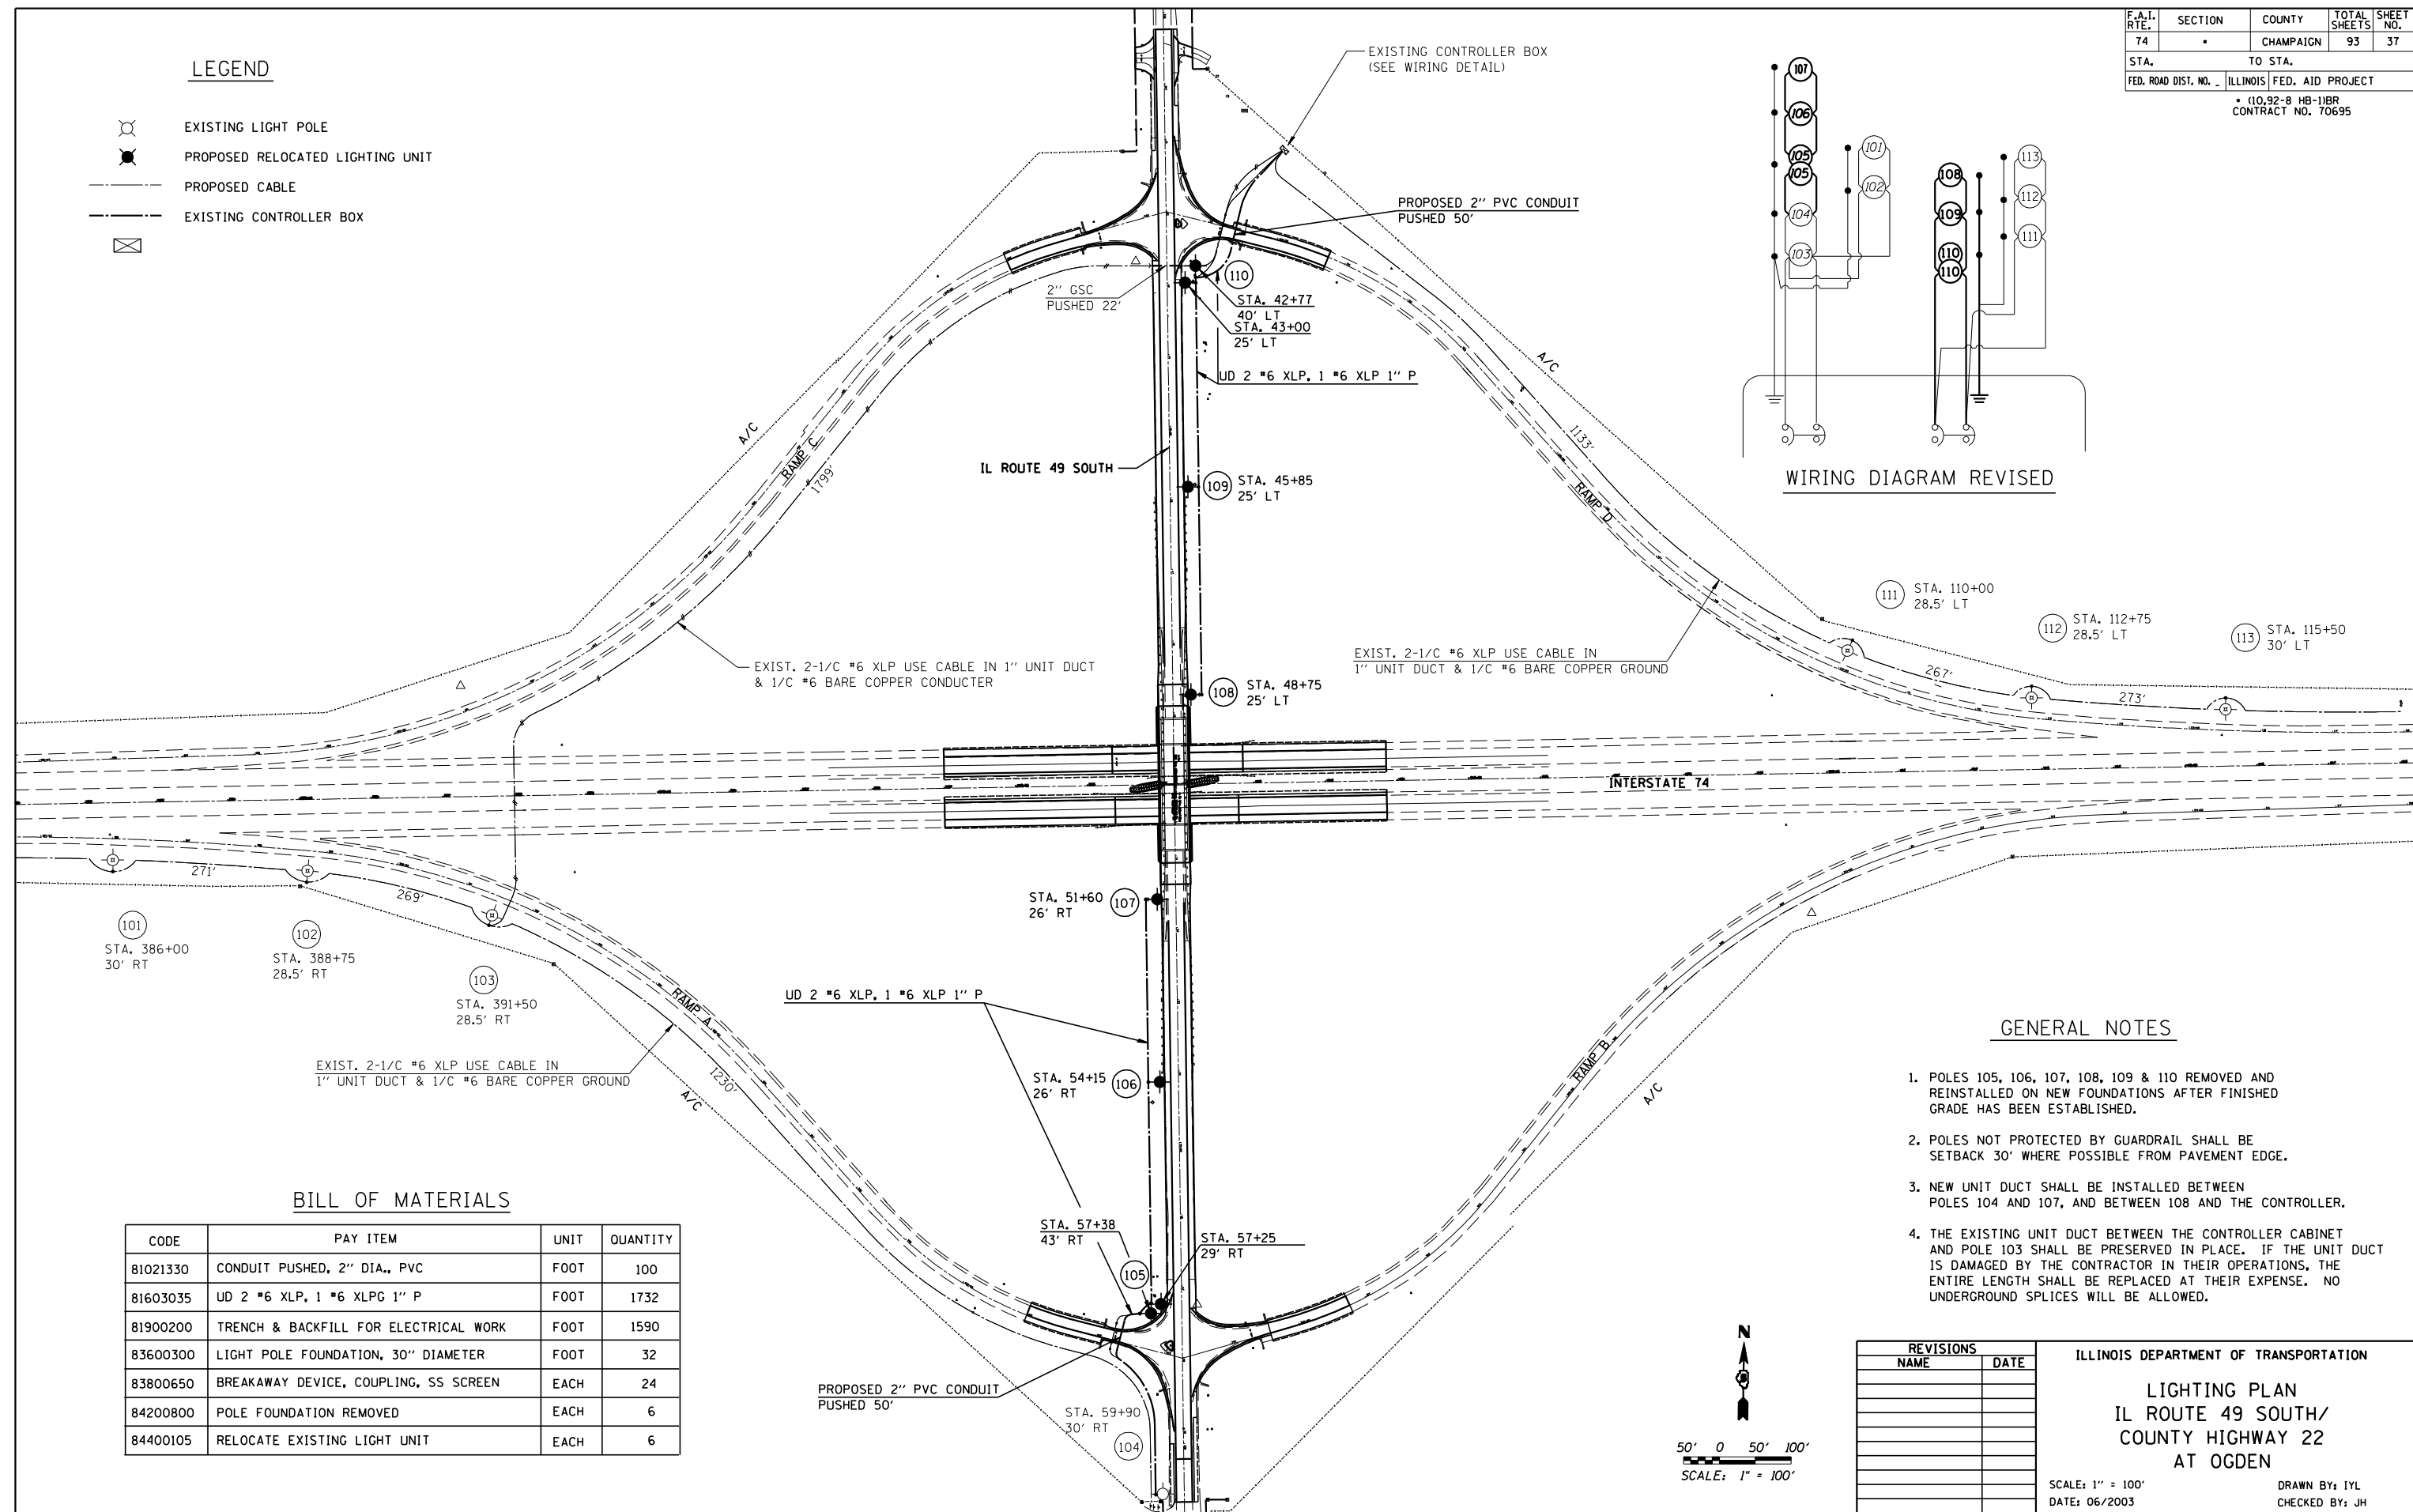 F.A.I. RTE. SECTION COUNTY TOTAL SHEETS SHEET NO.
74 * CHAMPAIGN 93 37
STA. TO STA.
FED. ROAD DIST. NO. _ ILLINOIS FED. AID PROJECT
* (10,92-8 HB-1)BR
CONTRACT NO. 70695
LEGEND
EXISTING LIGHT POLE
PROPOSED RELOCATED LIGHTING UNIT
PROPOSED CABLE
EXISTING CONTROLLER BOX
EXISTING CONTROLLER BOX
(SEE WIRING DETAIL)
PROPOSED 2'' PVC CONDUIT
PUSHED 50'
107
106
105
105
104
103
101
102
108
109
110
110
113
112
111
WIRING DIAGRAM REVISED
2'' GSC
PUSHED 22'
110
STA. 42+77
40' LT
STA. 43+00
25' LT
UD 2 #6 XLP, 1 #6 XLP 1'' P
A/C
A/C
RAMP C
1799'
IL ROUTE 49 SOUTH
109 STA. 45+85
25' LT
1133'
RAMP D
111 STA. 110+00
28.5' LT
112 STA. 112+75
28.5' LT
113 STA. 115+50
30' LT
EXIST. 2-1/C #6 XLP USE CABLE IN 1'' UNIT DUCT
& 1/C #6 BARE COPPER CONDUCTER
EXIST. 2-1/C #6 XLP USE CABLE IN
1'' UNIT DUCT & 1/C #6 BARE COPPER GROUND
108 STA. 48+75
25' LT
267'
273'
INTERSTATE 74
271'
269'
101
STA. 386+00
30' RT
102
STA. 388+75
28.5' RT
103
STA. 391+50
28.5' RT
STA. 51+60 107
26' RT
UD 2 #6 XLP, 1 #6 XLP 1'' P
RAMP A
EXIST. 2-1/C #6 XLP USE CABLE IN
1'' UNIT DUCT & 1/C #6 BARE COPPER GROUND
1230'
A/C
STA. 54+15 106
26' RT
RAMP B
A/C
STA. 57+38
43' RT
105
STA. 57+25
29' RT
PROPOSED 2'' PVC CONDUIT
PUSHED 50'
STA. 59+90
30' RT
104
GENERAL NOTES
1. POLES 105, 106, 107, 108, 109 & 110 REMOVED AND
REINSTALLED ON NEW FOUNDATIONS AFTER FINISHED
GRADE HAS BEEN ESTABLISHED.
2. POLES NOT PROTECTED BY GUARDRAIL SHALL BE
SETBACK 30' WHERE POSSIBLE FROM PAVEMENT EDGE.
3. NEW UNIT DUCT SHALL BE INSTALLED BETWEEN
POLES 104 AND 107, AND BETWEEN 108 AND THE CONTROLLER.
4. THE EXISTING UNIT DUCT BETWEEN THE CONTROLLER CABINET
AND POLE 103 SHALL BE PRESERVED IN PLACE. IF THE UNIT DUCT
IS DAMAGED BY THE CONTRACTOR IN THEIR OPERATIONS, THE
ENTIRE LENGTH SHALL BE REPLACED AT THEIR EXPENSE. NO
UNDERGROUND SPLICES WILL BE ALLOWED.
BILL OF MATERIALS
CODE PAY ITEM UNIT QUANTITY
81021330 CONDUIT PUSHED, 2'' DIA., PVC FOOT 100
81603035 UD 2 #6 XLP, 1 #6 XLPG 1'' P FOOT 1732
81900200 TRENCH & BACKFILL FOR ELECTRICAL WORK FOOT 1590
83600300 LIGHT POLE FOUNDATION, 30'' DIAMETER FOOT 32
83800650 BREAKAWAY DEVICE, COUPLING, SS SCREEN EACH 24
84200800 POLE FOUNDATION REMOVED EACH 6
84400105 RELOCATE EXISTING LIGHT UNIT EACH 6
N
50' 0 50' 100'
SCALE: 1" = 100'
REVISIONS
NAME DATE
ILLINOIS DEPARTMENT OF TRANSPORTATION
LIGHTING PLAN
IL ROUTE 49 SOUTH/
COUNTY HIGHWAY 22
AT OGDEN
SCALE: 1'' = 100' DRAWN BY: IYL
DATE: 06/2003 CHECKED BY: JH